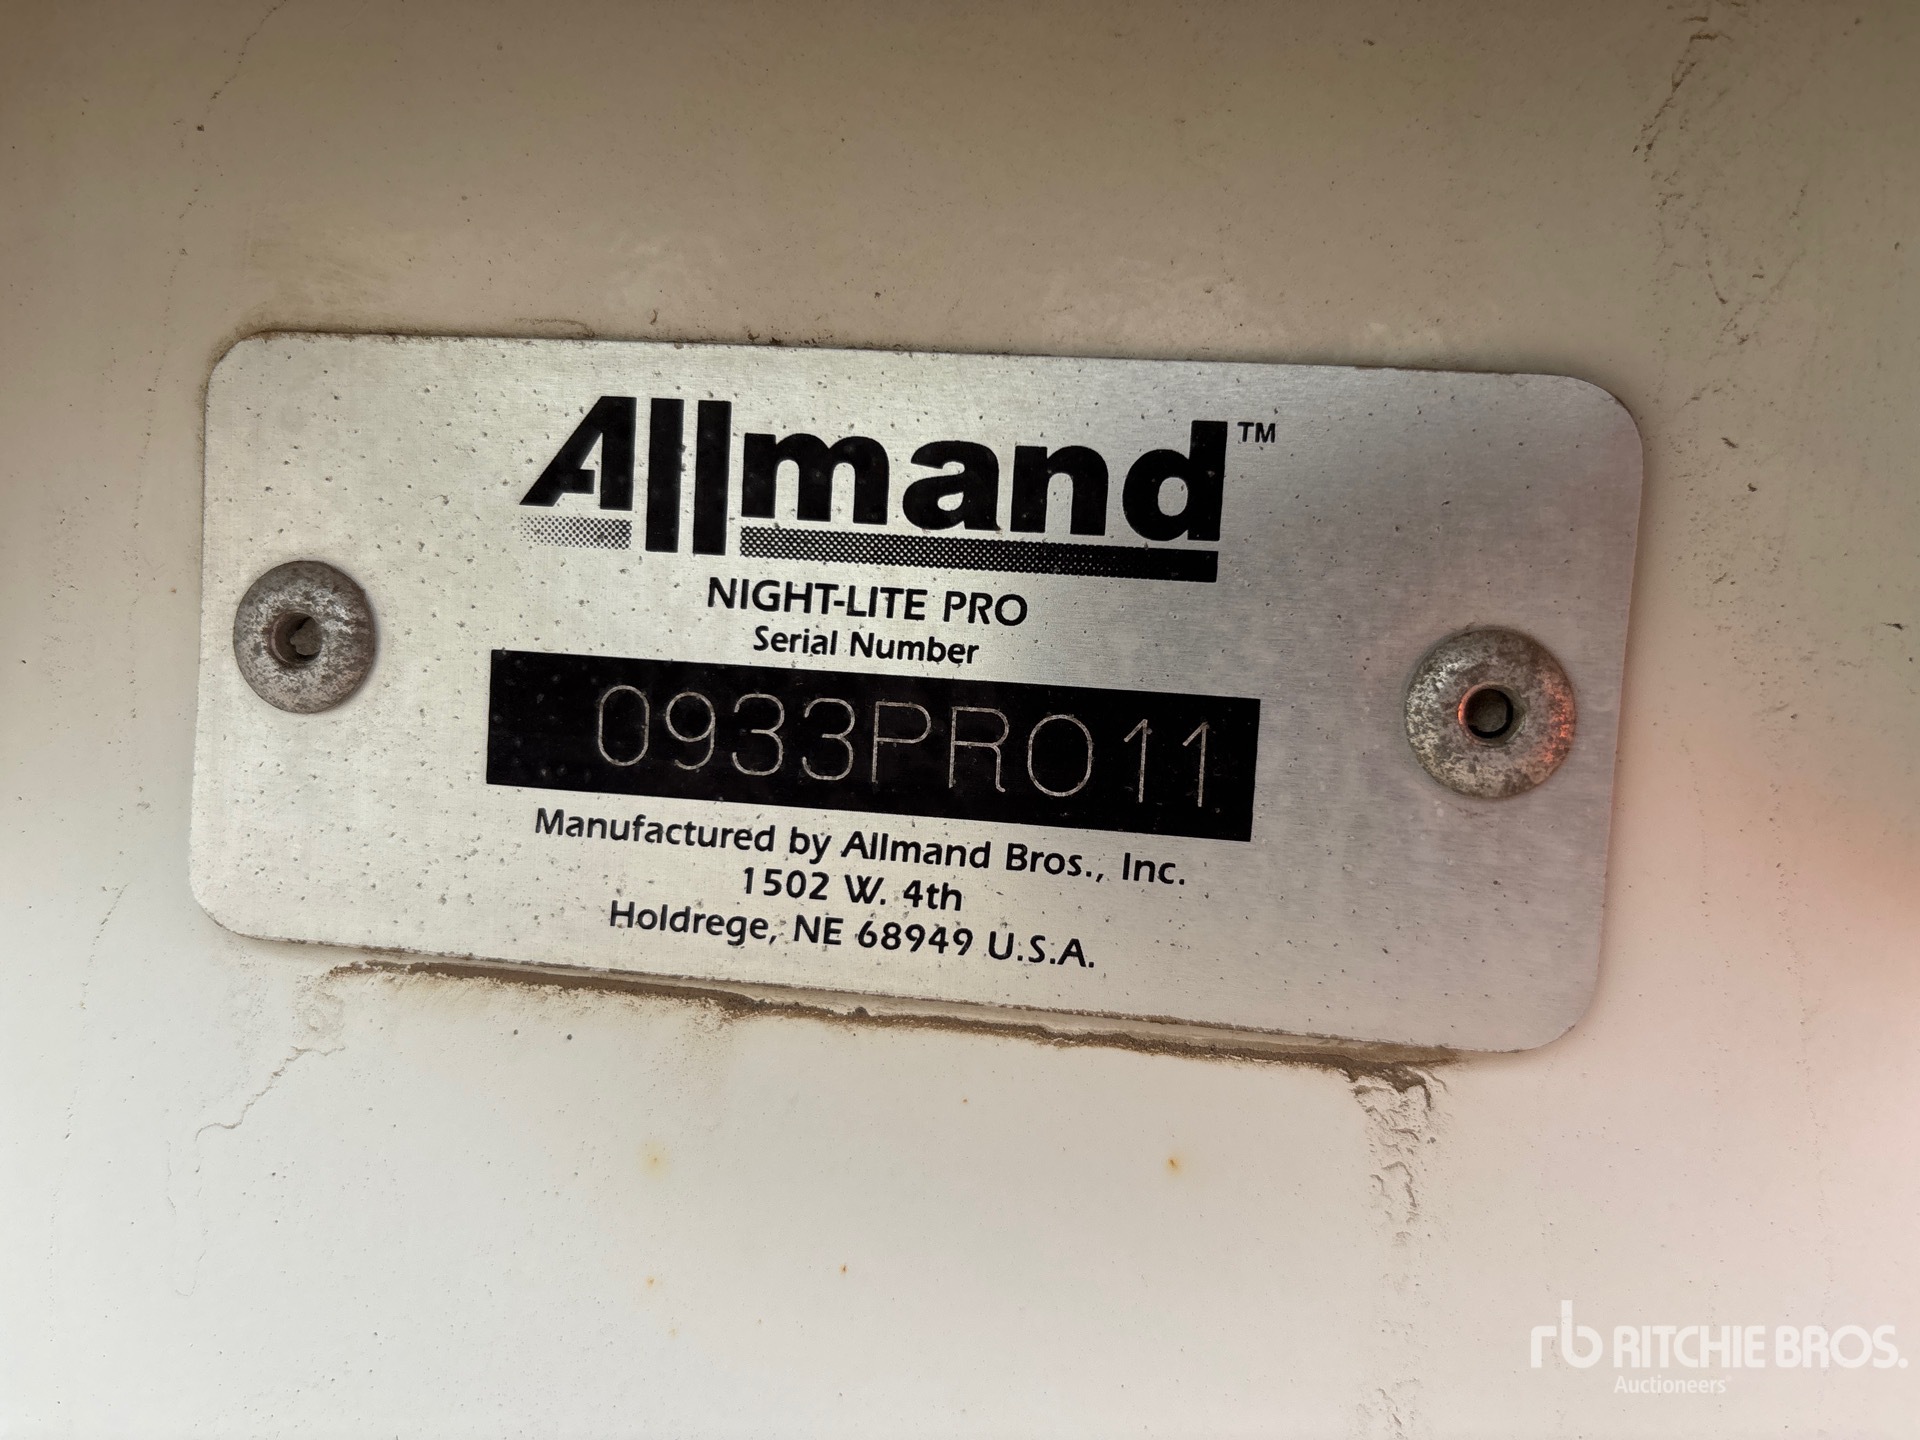 Allmand™
NIGHT-LITE PRO
Serial Number
0933PRO11
Manufactured by Allmand Bros., Inc.
1502 W. 4th
Holdrege, NE 68949 U.S.A.
rb RITCHIE BROS.
Auctioneers